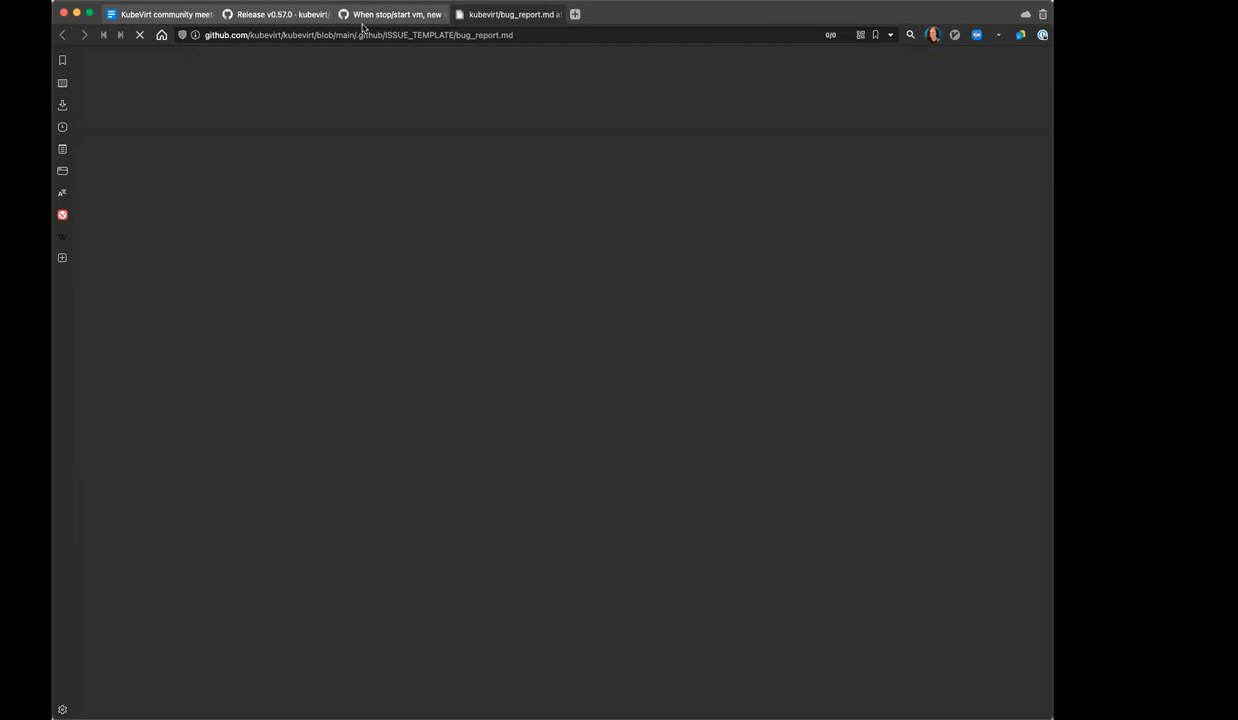 KubeVirt community meet
Release v0.57.0 · kubevirt/
When stop/start vm, new
kubevirt/bug_report.md a
github.com/kubevirt/kubevirt/blob/main/.github/ISSUE_TEMPLATE/bug_report.md
0/0